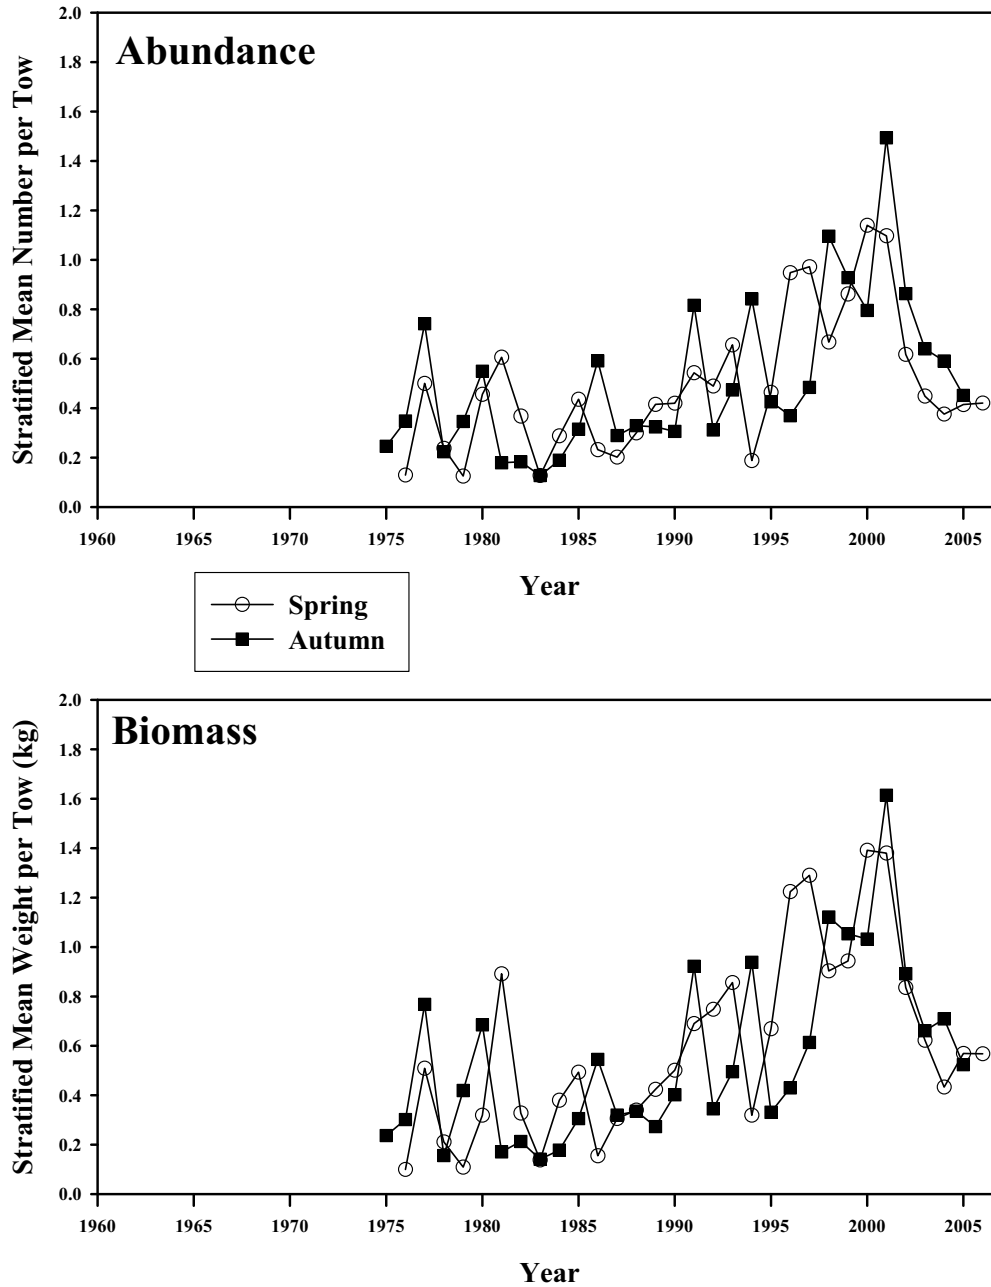 Abundance
Stratified Mean Number per Tow
2.0
1.8
1.6
1.4
1.2
1.0
0.8
0.6
0.4
0.2
0.0
1960 1965 1970 1975 1980 1985 1990 1995 2000 2005
Year
Spring
Autumn
Biomass
Stratified Mean Weight per Tow (kg)
2.0
1.8
1.6
1.4
1.2
1.0
0.8
0.6
0.4
0.2
0.0
1960 1965 1970 1975 1980 1985 1990 1995 2000 2005
Year